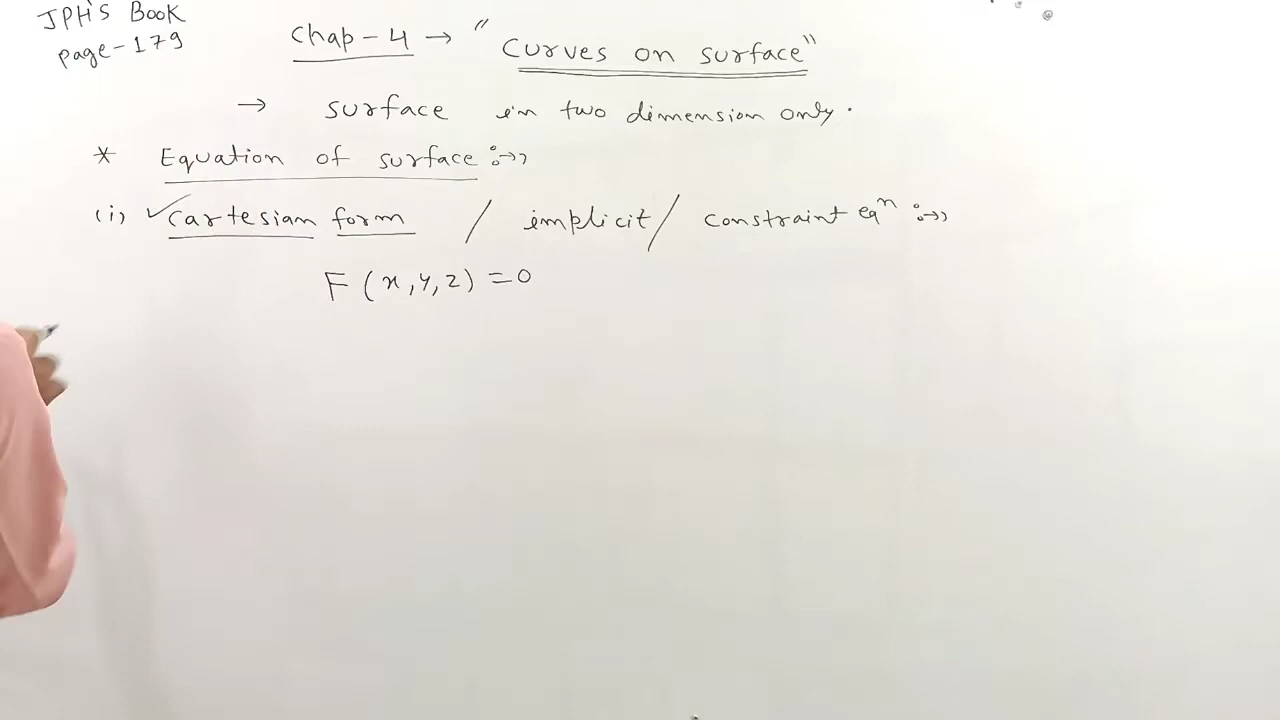 JPH'S Book
page-179
Chap-4 → "Curves on surface"
→ surface in two dimension only.
* Equation of surface :→
(i) ✓Cartesian form / implicit / constraint eqⁿ :→
F(x,y,z)=0